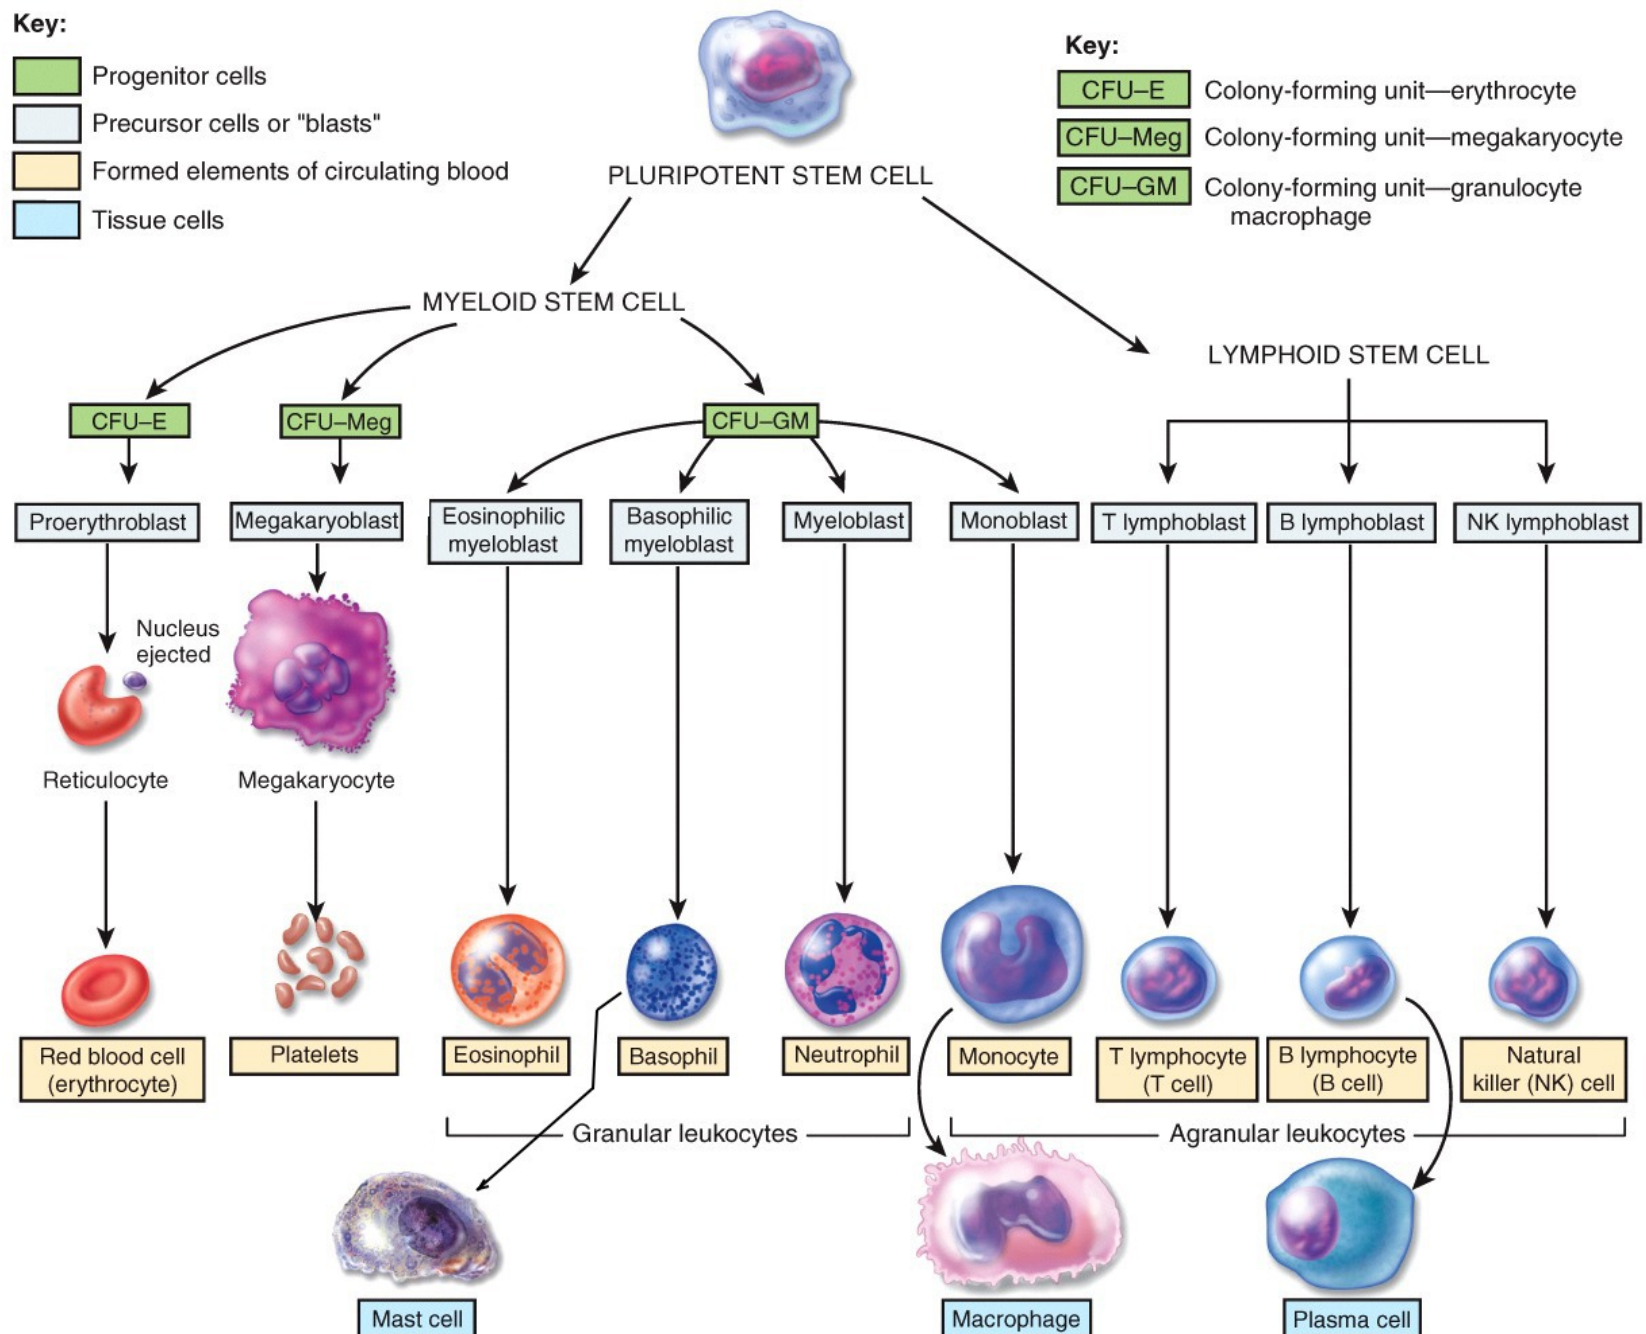 Key:
Progenitor cells
Precursor cells or "blasts"
Formed elements of circulating blood
Tissue cells
Key:
CFU–E Colony-forming unit—erythrocyte
CFU–Meg Colony-forming unit—megakaryocyte
CFU–GM Colony-forming unit—granulocyte
macrophage
PLURIPOTENT STEM CELL
MYELOID STEM CELL
LYMPHOID STEM CELL
CFU–E
CFU–Meg
CFU–GM
Proerythroblast
Megakaryoblast
Eosinophilic
myeloblast
Basophilic
myeloblast
Myeloblast
Monoblast
T lymphoblast
B lymphoblast
NK lymphoblast
Nucleus
ejected
Reticulocyte
Megakaryocyte
Red blood cell
(erythrocyte)
Platelets
Eosinophil
Basophil
Neutrophil
Monocyte
T lymphocyte
(T cell)
B lymphocyte
(B cell)
Natural
killer (NK) cell
Granular leukocytes
Agranular leukocytes
Mast cell
Macrophage
Plasma cell